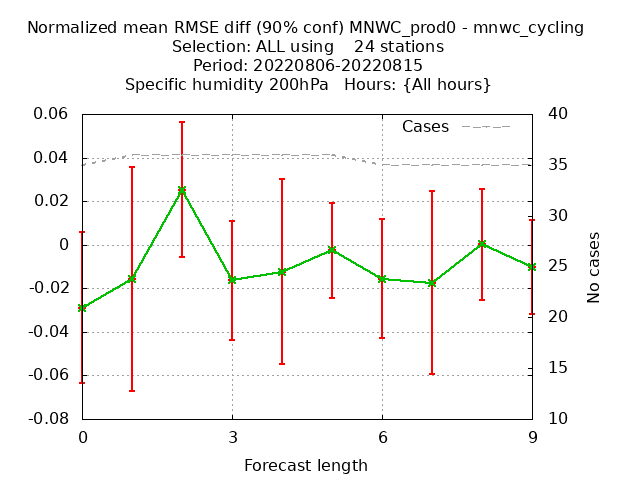 Normalized mean RMSE diff (90% conf) MNWC_prod0 - mnwc_cycling
Selection: ALL using    24 stations
Period: 20220806-20220815
Specific humidity 200hPa   Hours: {All hours}
0.06
0.04
0.02
0
-0.02
-0.04
-0.06
-0.08
Cases
40
35
30
25
20
15
10
No cases
0
3
6
9
Forecast length